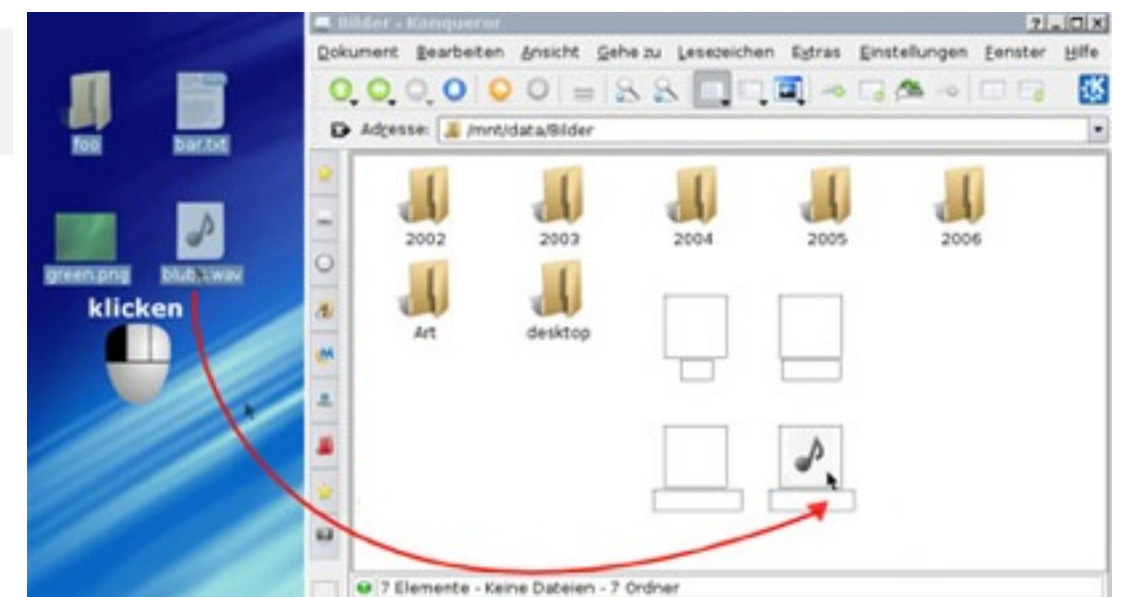 Bilder - Konqueror
Dokument Bearbeiten Ansicht Gehe zu Lesezeichen Extras Einstellungen Fenster Hilfe
Adresse: /mnt/data/Bilder
foo bar.txt
2002 2003 2004 2005 2006
green.png
klicken
Art desktop
7 Elemente - Keine Dateien - 7 Ordner